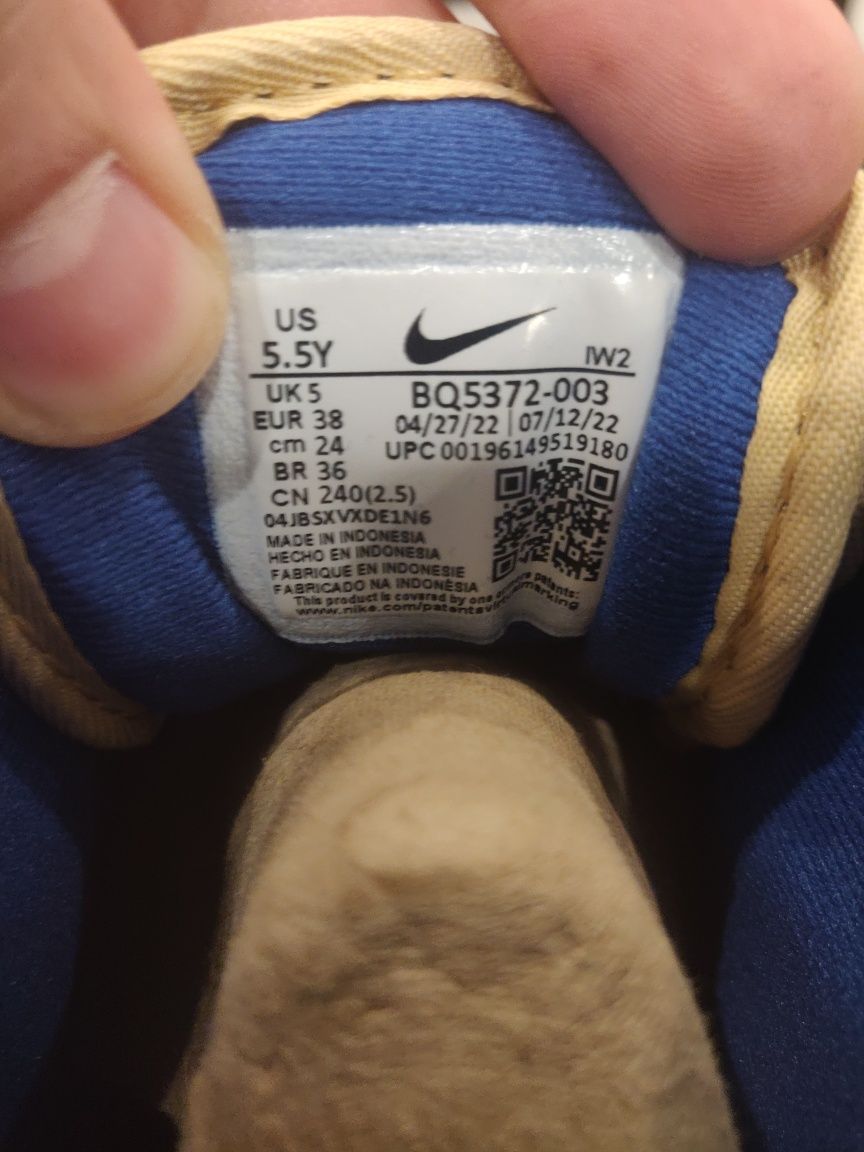 US
5.5Y
IW2
UK 5
BQ5372-003
EUR 38
04/27/22 | 07/12/22
cm 24
UPC 00196149519180
BR 36
CN 240(2.5)
04JBSXVXDE1N6
MADE IN INDONESIA
HECHO EN INDONESIA
FABRIQUE EN INDONESIE
FABRICADO NA INDONÉSIA
This product is covered by one or more patents:
www.nike.com/patentsvirtualmarking